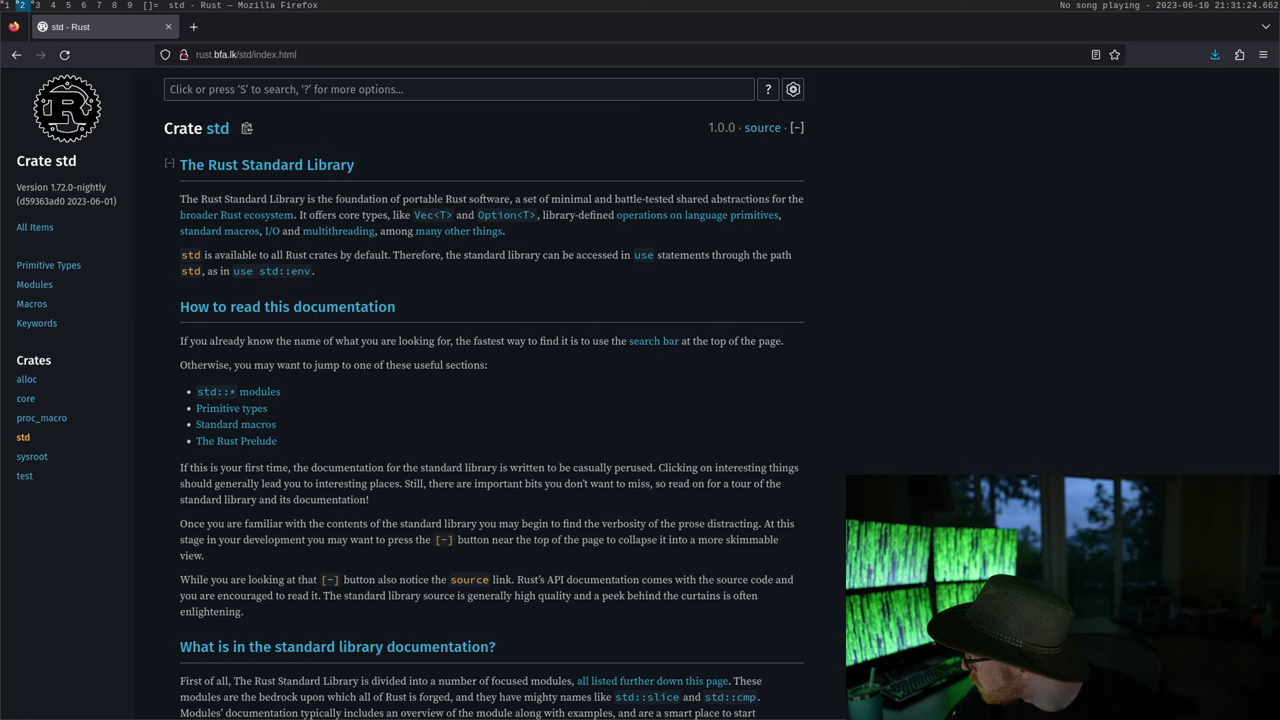 1 2 3 4 5 6 7 8 9 []= std - Rust — Mozilla Firefox
No song playing - 2023-06-10 21:31:24.662
std - Rust
rust.bfa.lk/std/index.html
Click or press ‘S’ to search, ‘?’ for more options…
?
Crate std
Version 1.72.0-nightly
(d59363ad0 2023-06-01)
All Items
Primitive Types
Modules
Macros
Keywords
Crates
alloc
core
proc_macro
std
sysroot
test
Crate std
1.0.0 · source · [-]
[-] The Rust Standard Library
The Rust Standard Library is the foundation of portable Rust software, a set of minimal and battle-tested shared abstractions for the
broader Rust ecosystem. It offers core types, like Vec<T> and Option<T>, library-defined operations on language primitives,
standard macros, I/O and multithreading, among many other things.
std is available to all Rust crates by default. Therefore, the standard library can be accessed in use statements through the path
std, as in use std::env.
How to read this documentation
If you already know the name of what you are looking for, the fastest way to find it is to use the search bar at the top of the page.
Otherwise, you may want to jump to one of these useful sections:
• std::* modules
• Primitive types
• Standard macros
• The Rust Prelude
If this is your first time, the documentation for the standard library is written to be casually perused. Clicking on interesting things
should generally lead you to interesting places. Still, there are important bits you don’t want to miss, so read on for a tour of the
standard library and its documentation!
Once you are familiar with the contents of the standard library you may begin to find the verbosity of the prose distracting. At this
stage in your development you may want to press the [-] button near the top of the page to collapse it into a more skimmable
view.
While you are looking at that [-] button also notice the source link. Rust’s API documentation comes with the source code and
you are encouraged to read it. The standard library source is generally high quality and a peek behind the curtains is often
enlightening.
What is in the standard library documentation?
First of all, The Rust Standard Library is divided into a number of focused modules, all listed further down this page. These
modules are the bedrock upon which all of Rust is forged, and they have mighty names like std::slice and std::cmp.
Modules’ documentation typically includes an overview of the module along with examples, and are a smart place to start